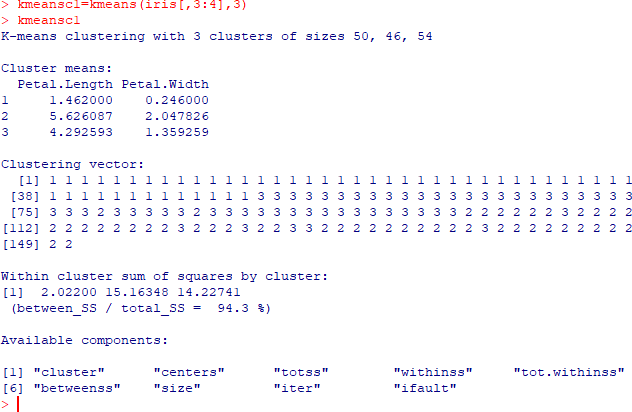 > kmeanscl=kmeans(iris[,3:4],3)
> kmeanscl
K-means clustering with 3 clusters of sizes 50, 46, 54
Cluster means:
Petal.Length Petal.Width
1 1.462000 0.246000
2 5.626087 2.047826
3 4.292593 1.359259
Clustering vector:
[1] 1 1 1 1 1 1 1 1 1 1 1 1 1 1 1 1 1 1 1 1 1 1 1 1 1 1 1 1 1 1 1 1 1 1 1 1 1
[38] 1 1 1 1 1 1 1 1 1 1 1 1 1 3 3 3 3 3 3 3 3 3 3 3 3 3 3 3 3 3 3 3 3 3 3 3 3
[75] 3 3 3 2 3 3 3 3 3 2 3 3 3 3 3 3 3 3 3 3 3 3 3 3 3 3 2 2 2 2 2 2 3 2 2 2 2
[112] 2 2 2 2 2 2 2 2 3 2 2 2 3 2 2 3 3 2 2 2 2 2 2 2 2 2 2 3 2 2 2 2 2 2 2 2 2
[149] 2 2
Within cluster sum of squares by cluster:
[1] 2.02200 15.16348 14.22741
(between_SS / total_SS = 94.3 %)
Available components:
[1] "cluster" "centers" "totss" "withinss" "tot.withinss"
[6] "betweenss" "size" "iter" "ifault"
>